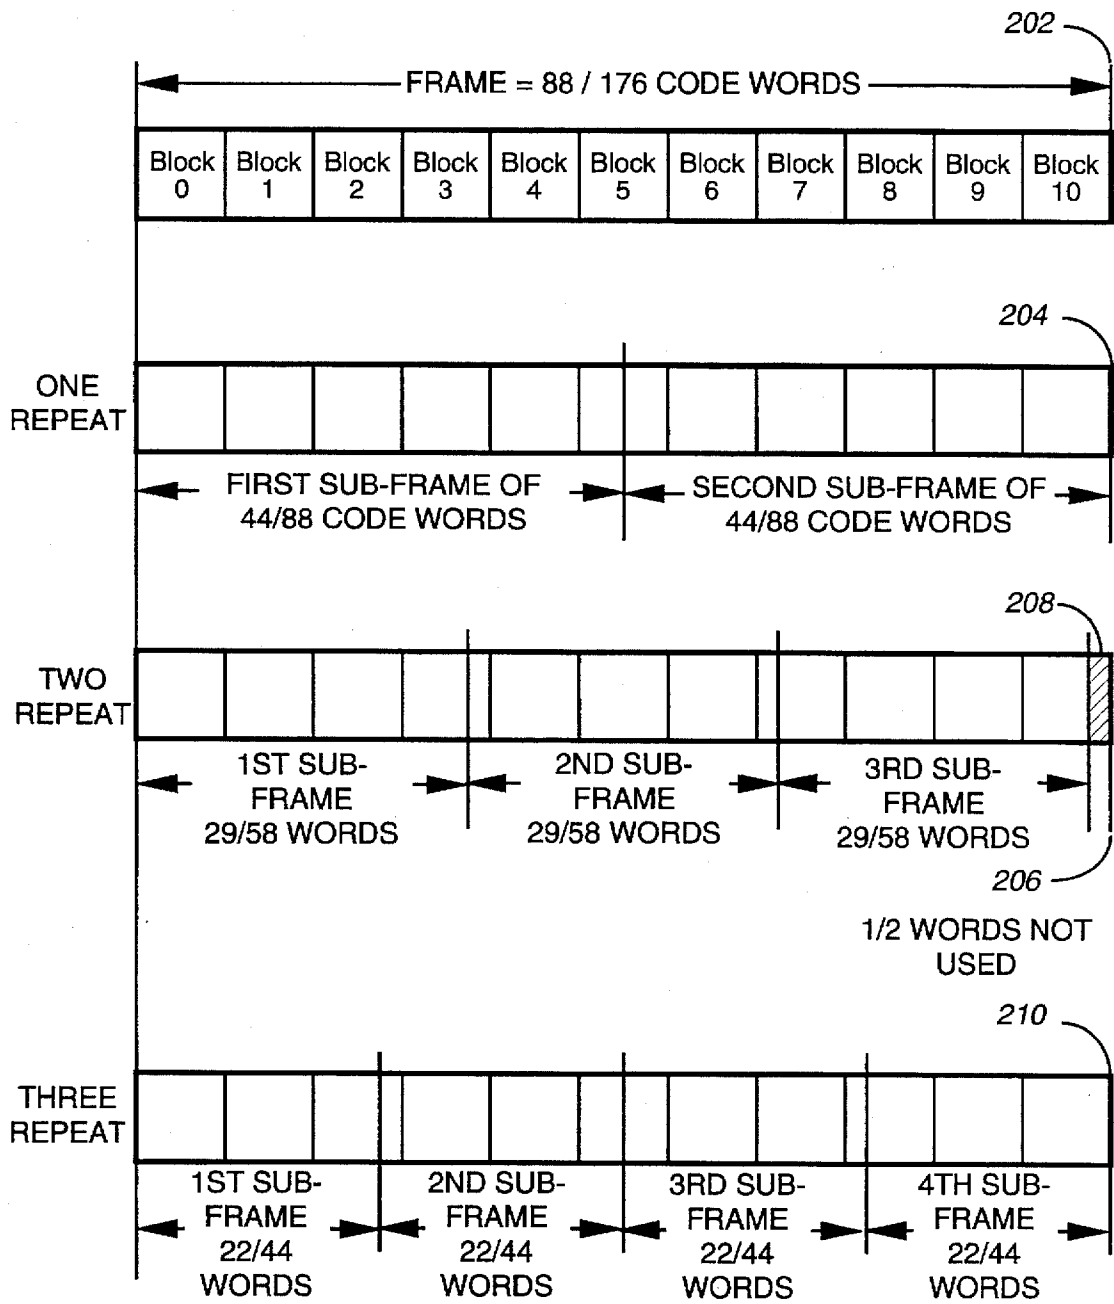 202
FRAME = 88 / 176 CODE WORDS
Block 0
Block 1
Block 2
Block 3
Block 4
Block 5
Block 6
Block 7
Block 8
Block 9
Block 10
204
ONE
REPEAT
FIRST SUB-FRAME OF
44/88 CODE WORDS
SECOND SUB-FRAME OF
44/88 CODE WORDS
208
TWO
REPEAT
1ST SUB-
FRAME
29/58 WORDS
2ND SUB-
FRAME
29/58 WORDS
3RD SUB-
FRAME
29/58 WORDS
206
1/2 WORDS NOT
USED
210
THREE
REPEAT
1ST SUB-
FRAME
22/44
WORDS
2ND SUB-
FRAME
22/44
WORDS
3RD SUB-
FRAME
22/44
WORDS
4TH SUB-
FRAME
22/44
WORDS